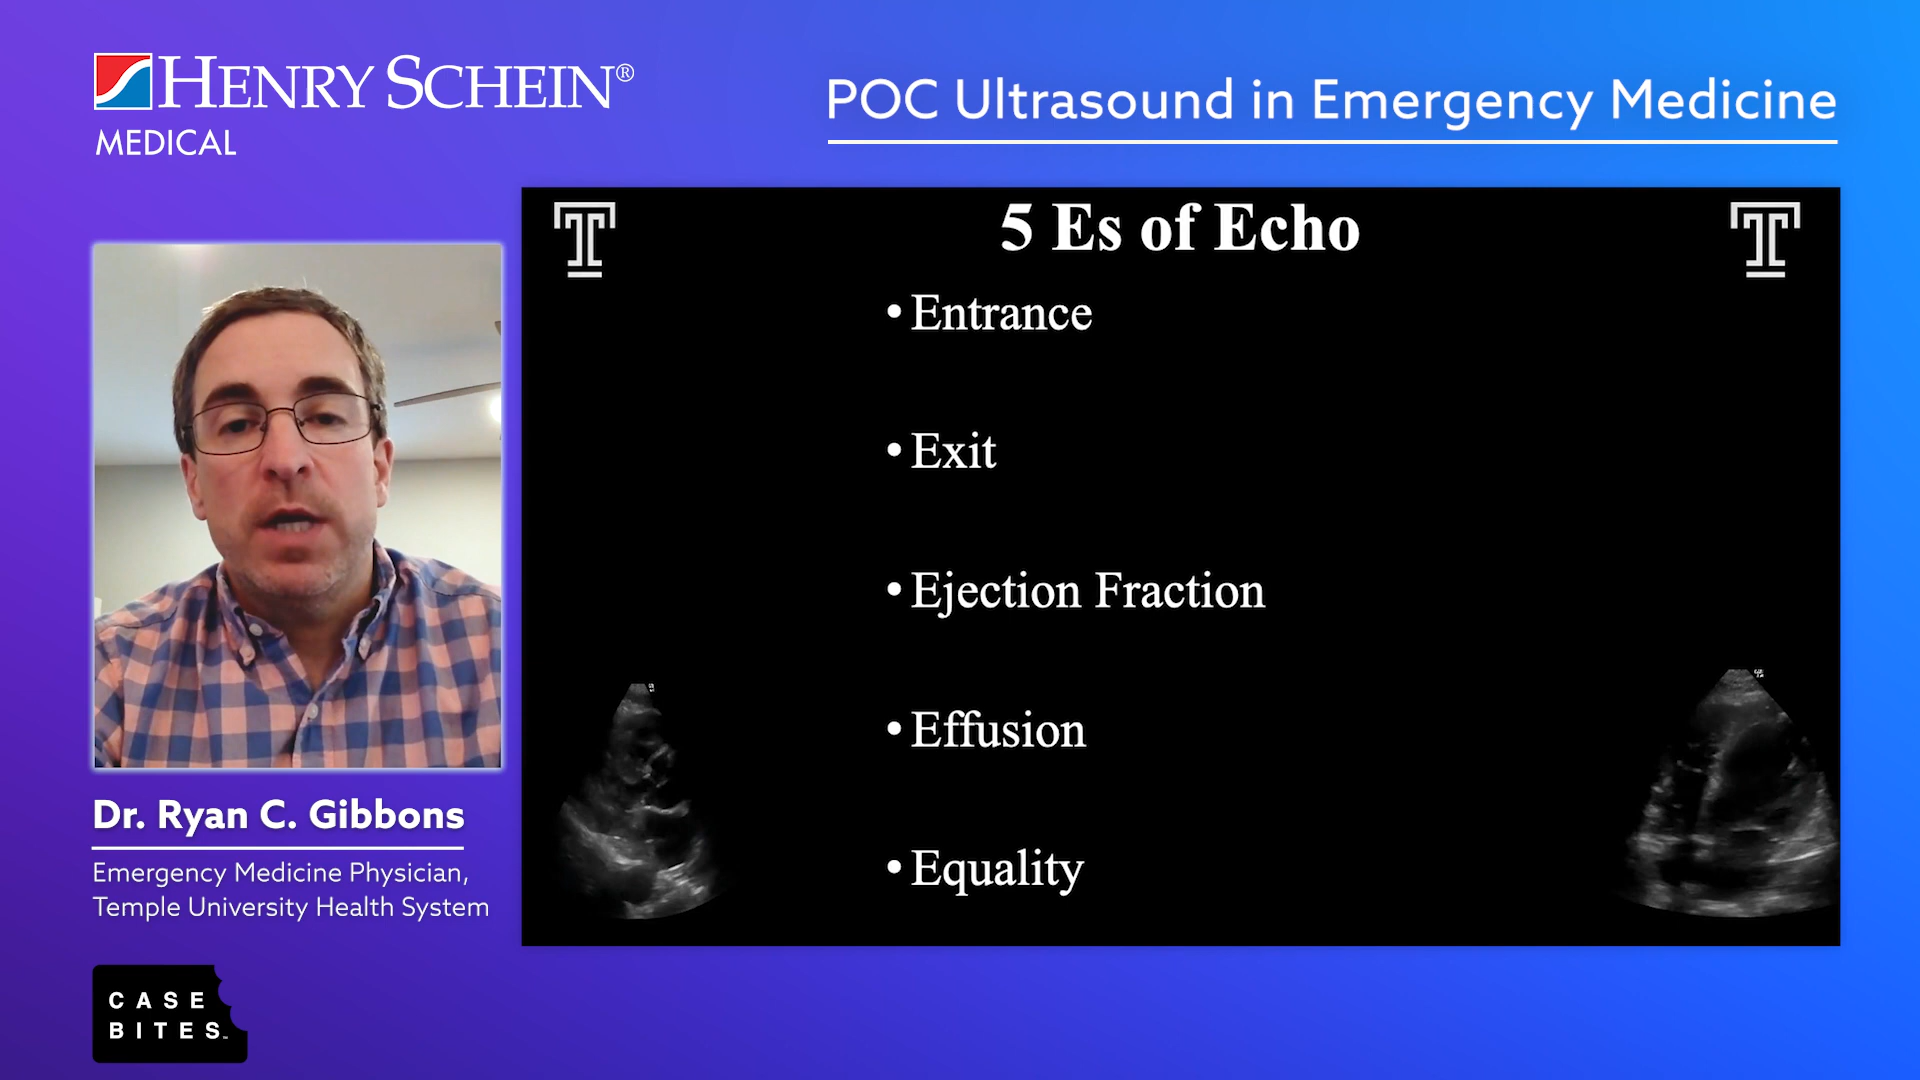 HENRY SCHEIN®
MEDICAL
POC Ultrasound in Emergency Medicine
T
5 Es of Echo
T
• Entrance
• Exit
• Ejection Fraction
• Effusion
• Equality
Dr. Ryan C. Gibbons
Emergency Medicine Physician,
Temple University Health System
CASE
BITES™